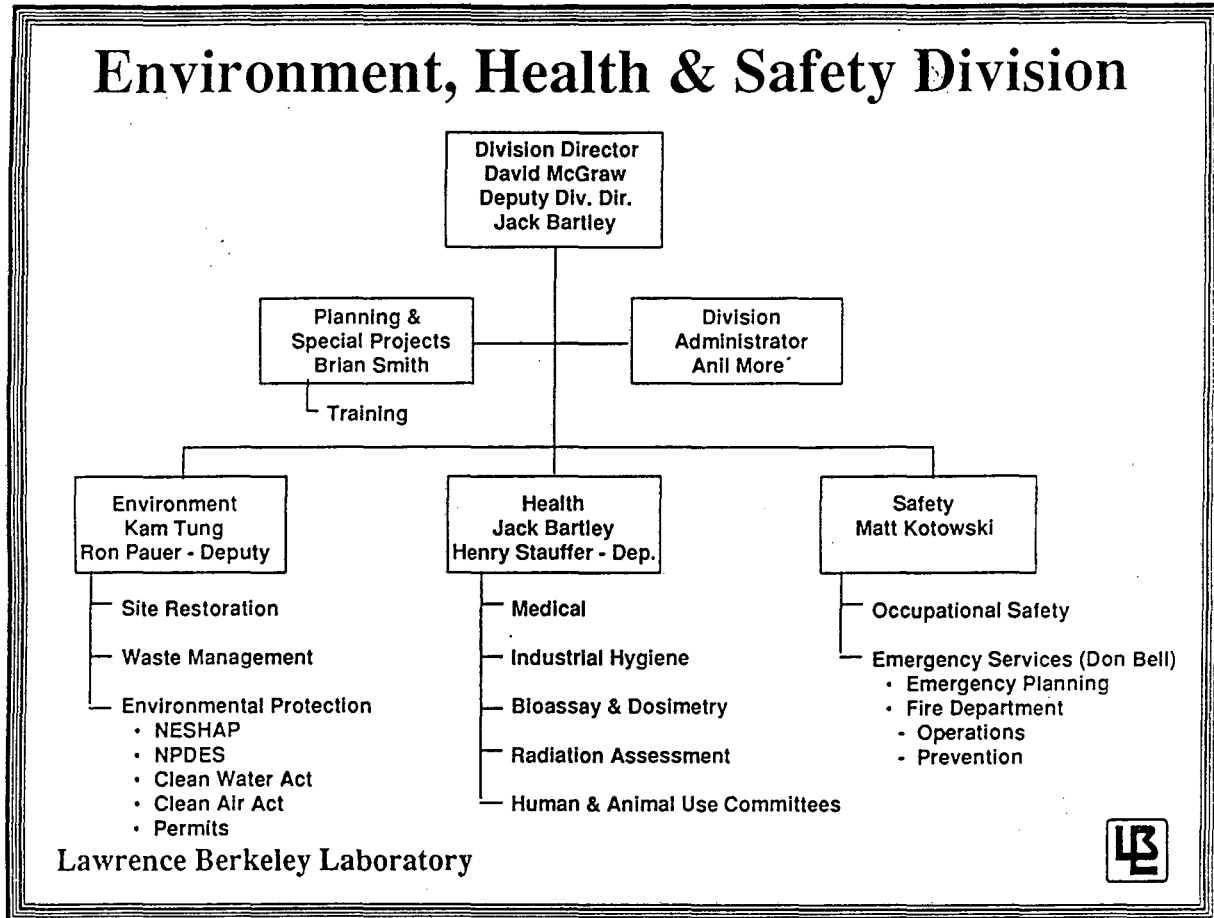 Environment, Health & Safety Division
Division Director
David McGraw
Deputy Div. Dir.
Jack Bartley
Planning &
Special Projects
Brian Smith
Training
Division
Administrator
Anil More´
Environment
Kam Tung
Ron Pauer - Deputy
Site Restoration
Waste Management
Environmental Protection
• NESHAP
• NPDES
• Clean Water Act
• Clean Air Act
• Permits
Health
Jack Bartley
Henry Stauffer - Dep.
Medical
Industrial Hygiene
Bioassay & Dosimetry
Radiation Assessment
Human & Animal Use Committees
Safety
Matt Kotowski
Occupational Safety
Emergency Services (Don Bell)
• Emergency Planning
• Fire Department
- Operations
- Prevention
Lawrence Berkeley Laboratory
LBL